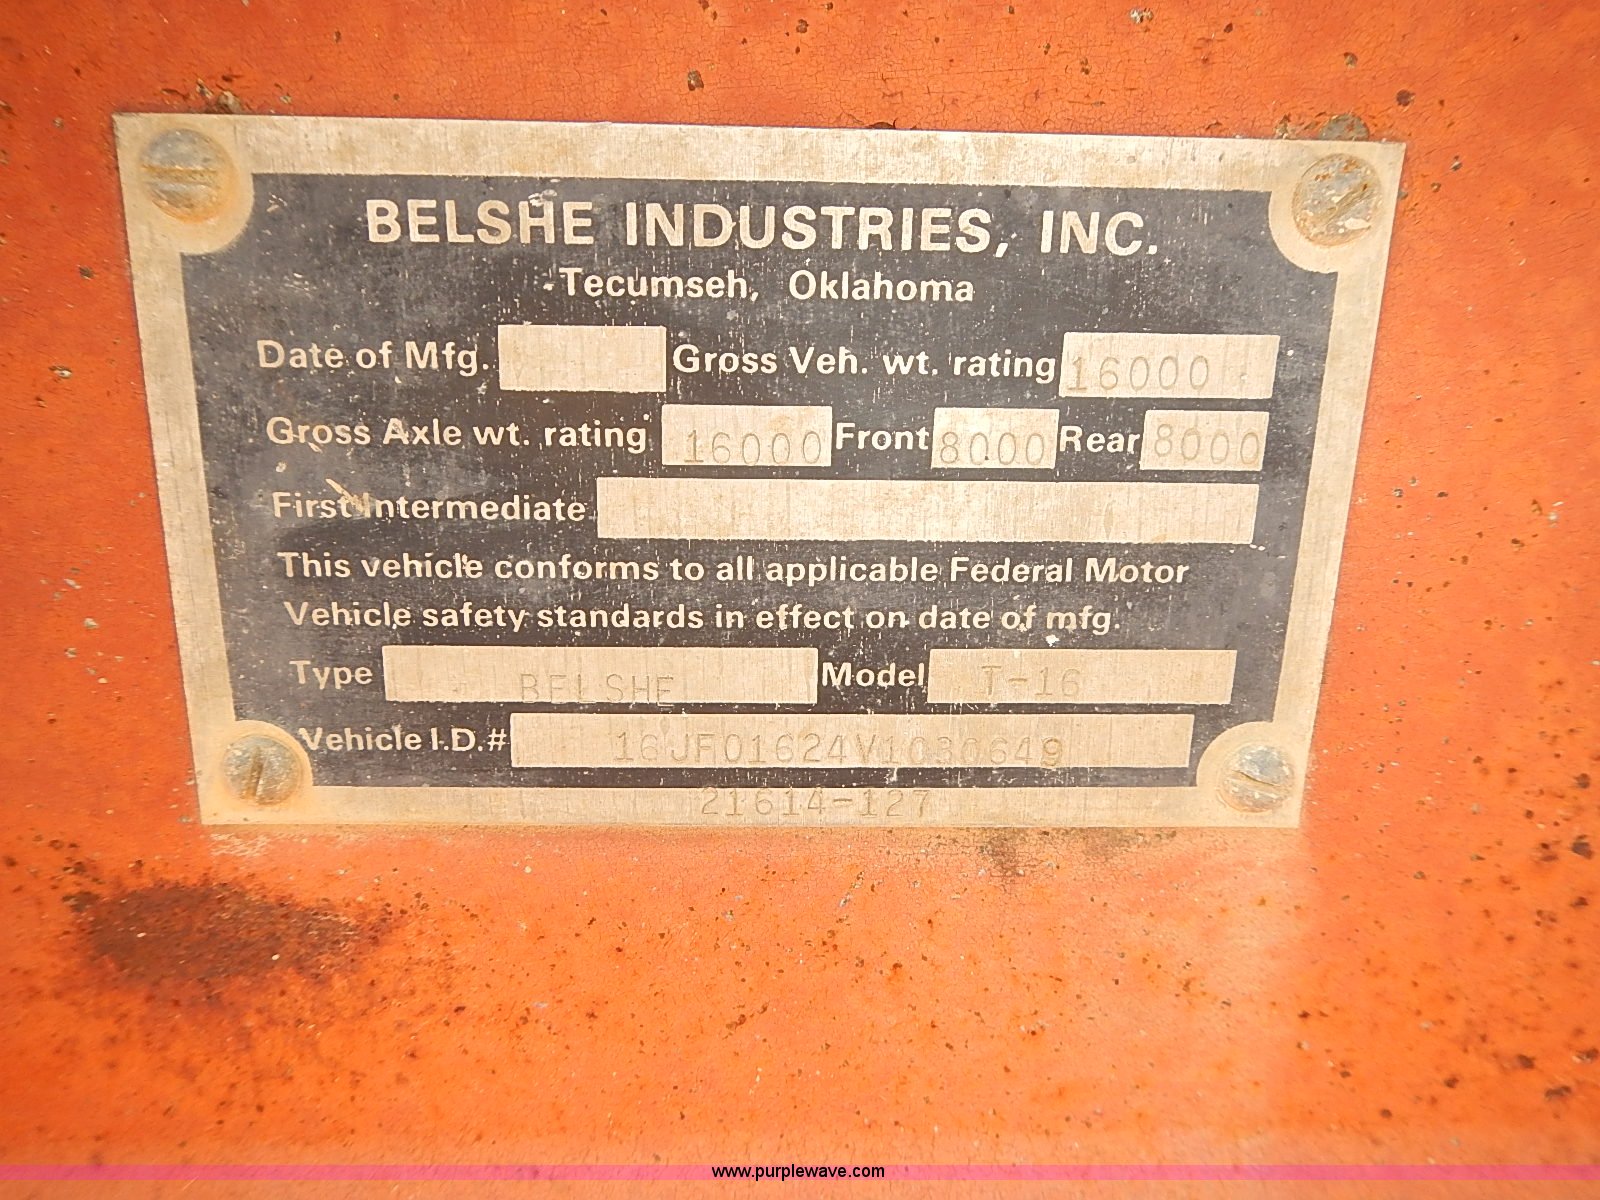 BELSHE INDUSTRIES, INC.
Tecumseh, Oklahoma
Date of Mfg. Gross Veh. wt. rating 16000
Gross Axle wt. rating 16000 Front 8000 Rear 8000
First Intermediate
This vehicle conforms to all applicable Federal Motor
Vehicle safety standards in effect on date of mfg.
Type BELSHE Model T-16
Vehicle I.D.# 16JF01624V1030649
21614-127
www.purplewave.com